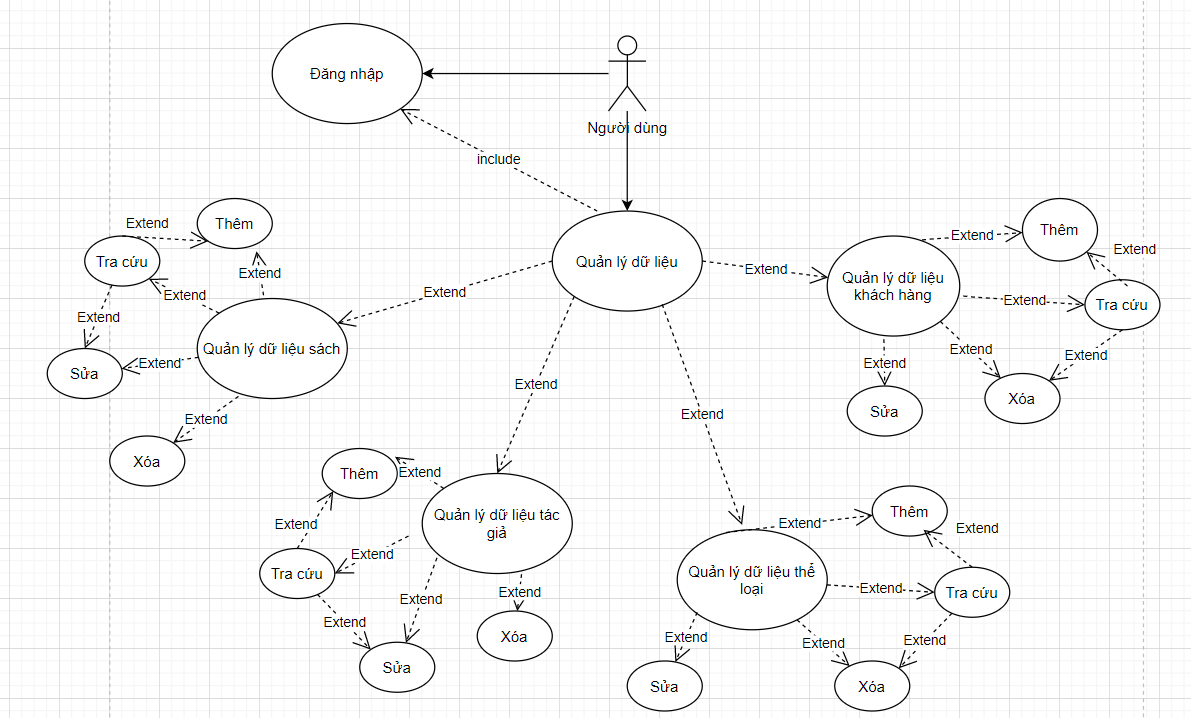 Đăng nhập
Người dùng
include
Extend
Thêm
Extend
Thêm
Extend
Tra cứu
Extend
Quản lý dữ liệu
Extend
Quản lý dữ liệu
khách hàng
Extend
Extend
Extend
Extend
Tra cứu
Extend
Quản lý dữ liệu sách
Extend
Extend
Extend
Extend
Sửa
Extend
Xóa
Sửa
Extend
Extend
Xóa
Thêm
Extend
Quản lý dữ liệu tác
giả
Extend
Extend
Tra cứu
Extend
Extend
Extend
Xóa
Sửa
Thêm
Extend
Extend
Quản lý dữ liệu thể
loại
Extend
Tra cứu
Extend
Extend
Extend
Sửa
Xóa